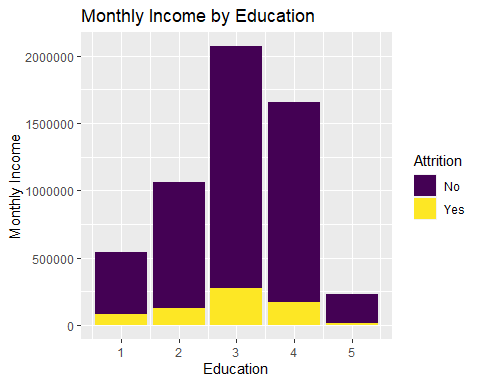 Monthly Income by Education
Monthly Income
2000000
1500000
1000000
500000
0
1 2 3 4 5
Education
Attrition
No
Yes